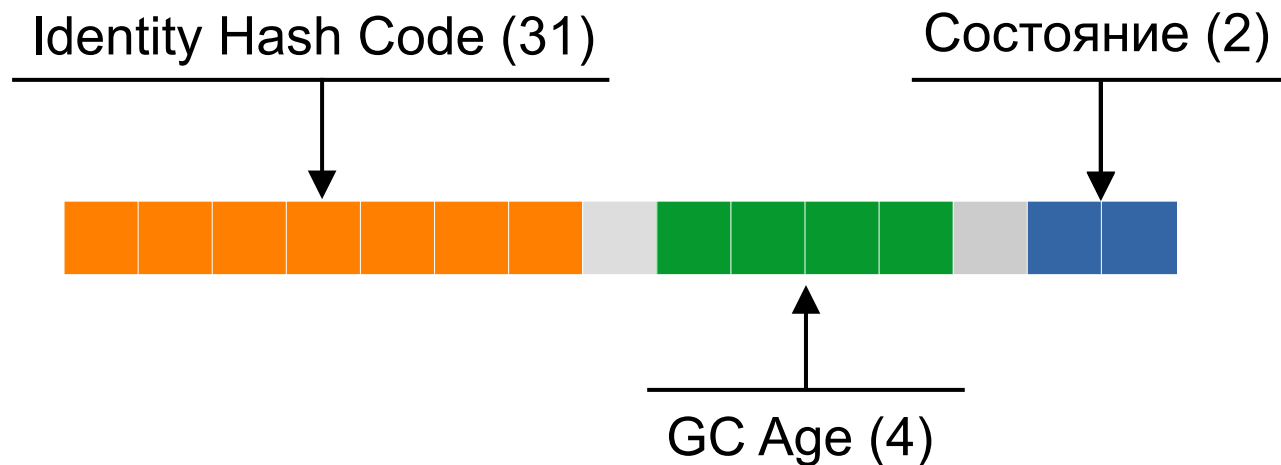 Identity Hash Code (31)
Состояние (2)
GC Age (4)